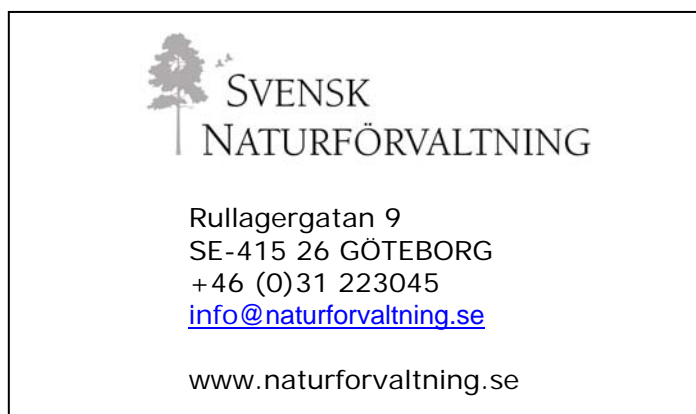 SVENSK
NATURFÖRVALTNING
Rullagergatan 9
SE-415 26 GÖTEBORG
+46 (0)31 223045
info@naturforvaltning.se
www.naturforvaltning.se